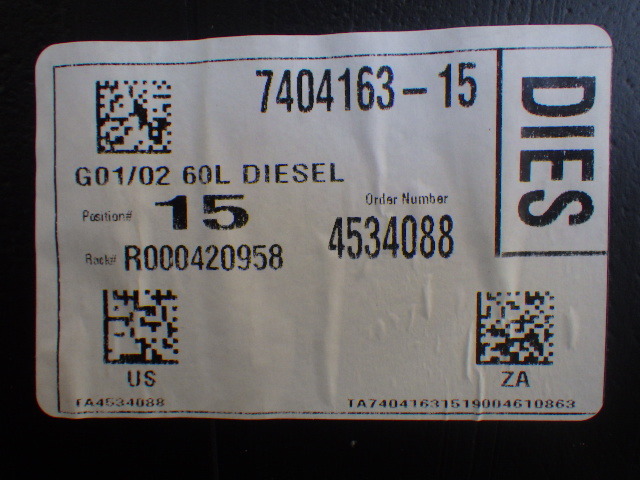 7404163-15
DIES
G01/02 60L DIESEL
Position# 15
Order Number
4534088
Rack# R000420958
US
ZA
TA4534088
TA74041631519004610863